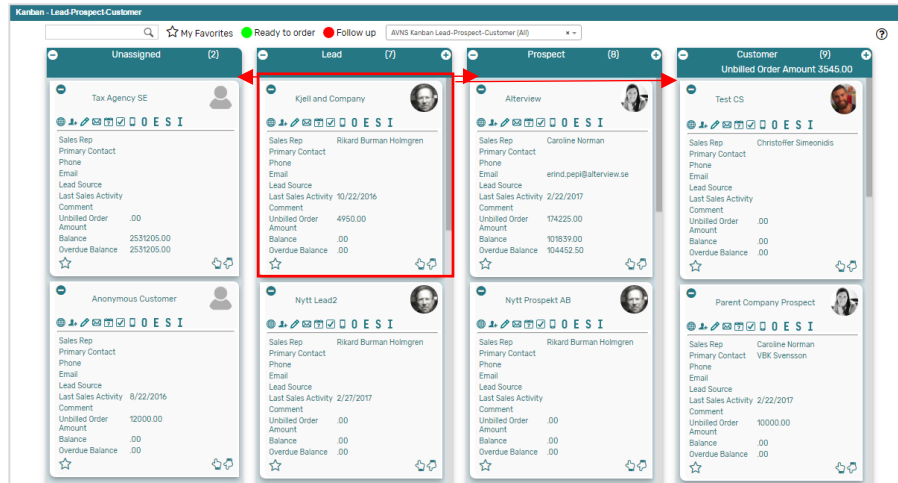 Kanban - Lead-Prospect-Customer
My Favorites Ready to order Follow up AVNS Kanban Lead-Prospect-Customer (All)
Unassigned (2)
Tax Agency SE
O E S I
Sales Rep
Primary Contact
Phone
Email
Lead Source
Last Sales Activity
Comment
Unbilled Order Amount .00
Balance 2531205.00
Overdue Balance 2531205.00
Anonymous Customer
O E S I
Sales Rep
Primary Contact
Phone
Email
Lead Source
Last Sales Activity 8/22/2016
Comment
Unbilled Order Amount 12000.00
Balance .00
Overdue Balance .00
Lead (7)
Kjell and Company
O E S I
Sales Rep Rikard Burman Holmgren
Primary Contact
Phone
Email
Lead Source
Last Sales Activity 10/22/2016
Comment
Unbilled Order Amount 4950.00
Balance .00
Overdue Balance .00
Nytt Lead2
O E S I
Sales Rep Rikard Burman Holmgren
Primary Contact
Phone
Email
Lead Source
Last Sales Activity 2/27/2017
Comment
Unbilled Order Amount .00
Balance .00
Overdue Balance .00
Prospect (8)
Alterview
O E S I
Sales Rep Caroline Norman
Primary Contact
Phone
Email erind.pepi@alterview.se
Lead Source
Last Sales Activity 2/22/2017
Comment
Unbilled Order Amount 174225.00
Balance 101839.00
Overdue Balance 104452.50
Nytt Prospekt AB
O E S I
Sales Rep Rikard Burman Holmgren
Primary Contact
Phone
Email
Lead Source
Last Sales Activity
Comment
Unbilled Order Amount .00
Balance .00
Overdue Balance .00
Customer (9)
Unbilled Order Amount 3545.00
Test CS
O E S I
Sales Rep Christoffer Simeonidis
Primary Contact
Phone
Email
Lead Source
Last Sales Activity
Comment
Unbilled Order Amount .00
Balance .00
Overdue Balance .00
Parent Company Prospect
O E S I
Sales Rep Caroline Norman
Primary Contact VBK Svensson
Phone
Email
Lead Source
Last Sales Activity 2/22/2017
Comment
Unbilled Order Amount 10000.00
Balance .00
Overdue Balance .00